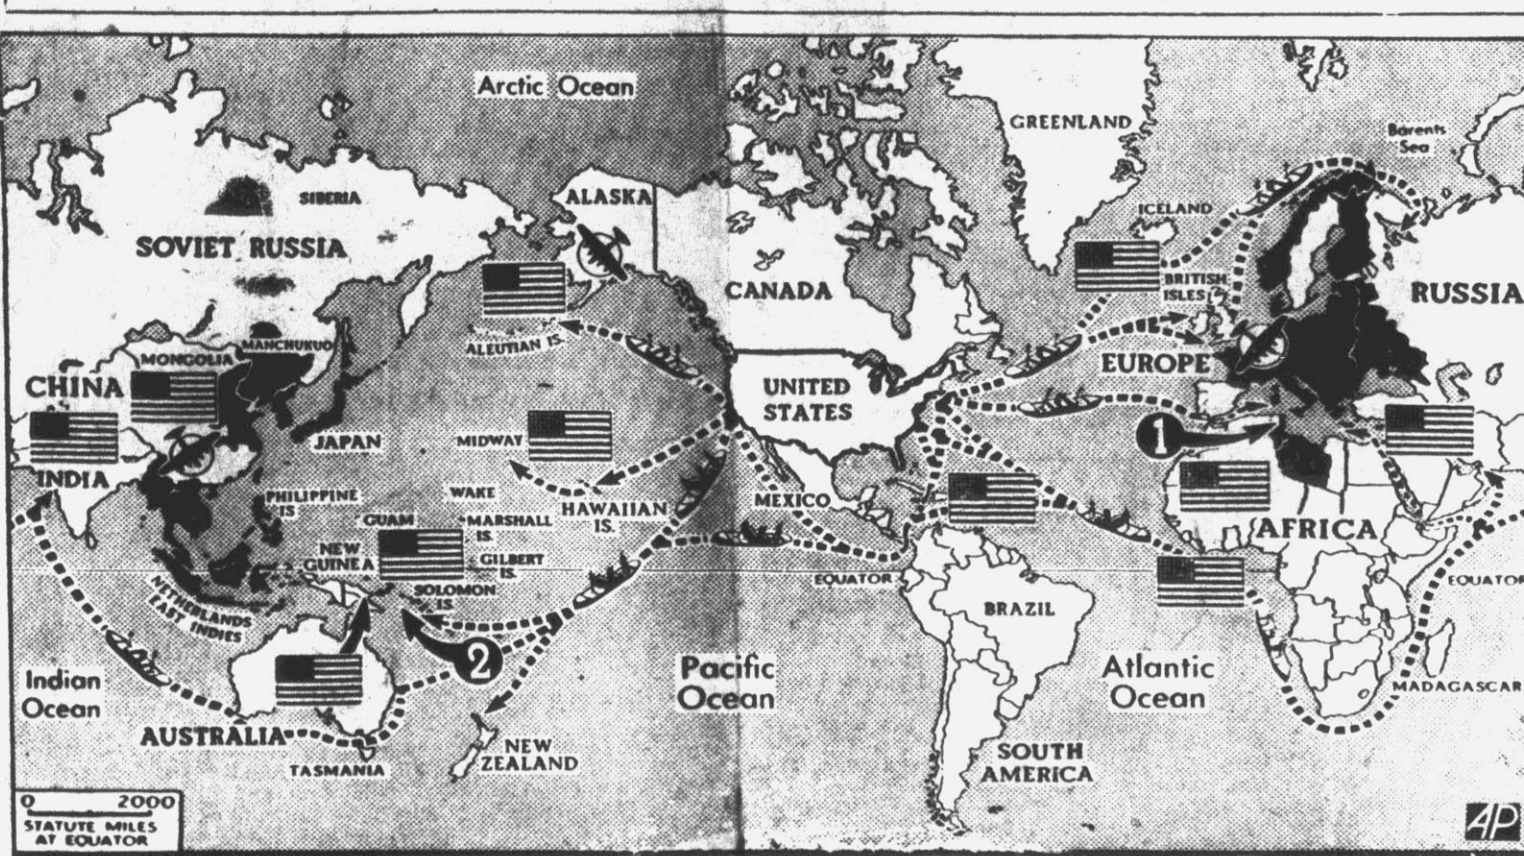 Arctic Ocean
GREENLAND
Barents
Sea
SIBERIA
ALASKA
ICELAND
SOVIET RUSSIA
CANADA
BRITISH
ISLES
RUSSIA
ALEUTIAN IS.
MANCHUKUO
MONGOLIA
CHINA
EUROPE
UNITED
STATES
JAPAN
MIDWAY
1
INDIA
PHILIPPINE
IS
WAKE
HAWAIIAN
IS.
MEXICO
GUAM
MARSHALL
IS.
AFRICA
NEW
GUINEA
GILBERT
IS.
EQUATOR
EQUATOR
SOLOMON
IS.
NETHERLANDS
EAST INDIES
BRAZIL
2
Indian
Ocean
Pacific
Ocean
Atlantic
Ocean
MADAGASCAR
AUSTRALIA
TASMANIA
NEW
ZEALAND
SOUTH
AMERICA
0 2000
STATUTE MILES
AT EQUATOR
AP